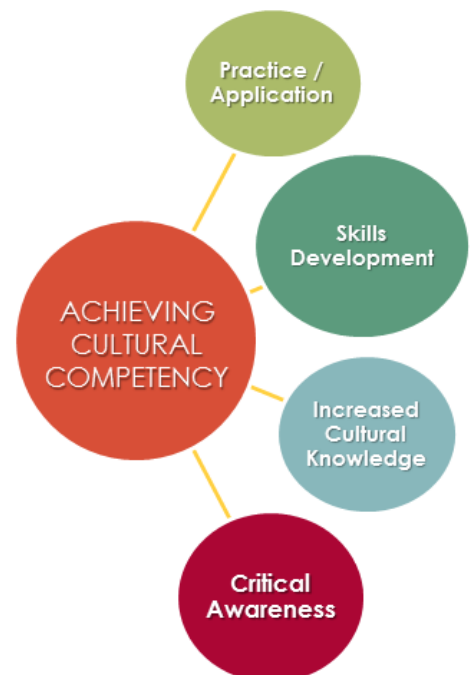 Practice /
Application
Skills
Development
ACHIEVING
CULTURAL
COMPETENCY
Increased
Cultural
Knowledge
Critical
Awareness